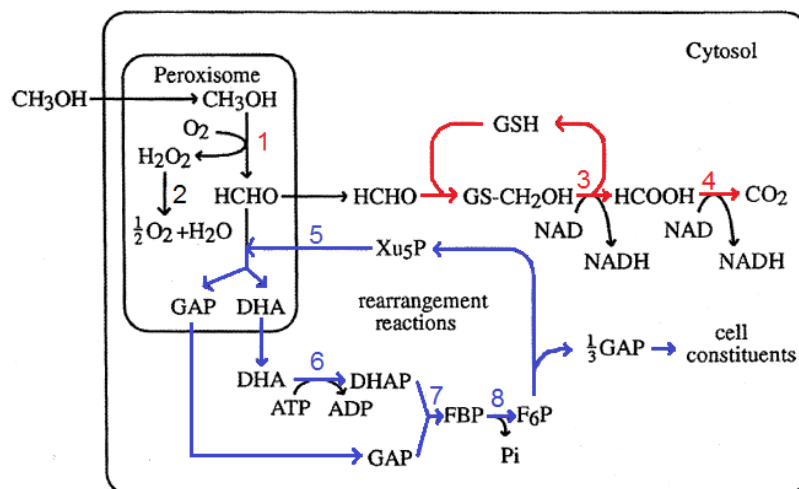 Cytosol
Peroxisome
CH3OH
CH3OH
GSH
O2
1
H2O2
2
3
4
HCHO
HCHO
GS-CH2OH
HCOOH
CO2
½O2+H2O
NAD
NAD
5
Xu5P
NADH
NADH
GAP
DHA
rearrangement
reactions
⅓GAP
cell
constituents
6
DHA
DHAP
7
8
ATP
ADP
FBP
F6P
GAP
Pi